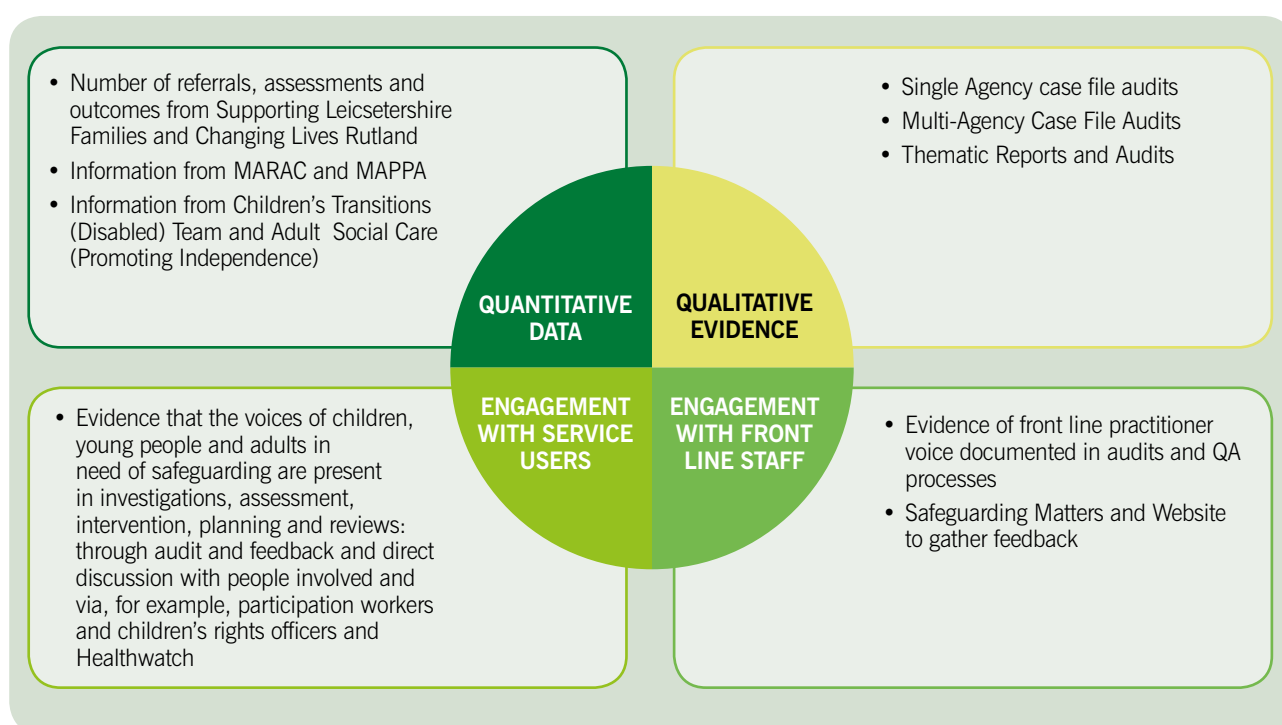 • Number of referrals, assessments and
outcomes from Supporting Leicsetershire
Families and Changing Lives Rutland
• Information from MARAC and MAPPA
• Information from Children’s Transitions
(Disabled) Team and Adult Social Care
(Promoting Independence)
• Single Agency case file audits
• Multi-Agency Case File Audits
• Thematic Reports and Audits
QUANTITATIVE
DATA
QUALITATIVE
EVIDENCE
ENGAGEMENT
WITH SERVICE
USERS
ENGAGEMENT
WITH FRONT
LINE STAFF
• Evidence that the voices of children,
young people and adults in
need of safeguarding are present
in investigations, assessment,
intervention, planning and reviews:
through audit and feedback and direct
discussion with people involved and
via, for example, participation workers
and children’s rights officers and
Healthwatch
• Evidence of front line practitioner
voice documented in audits and QA
processes
• Safeguarding Matters and Website
to gather feedback